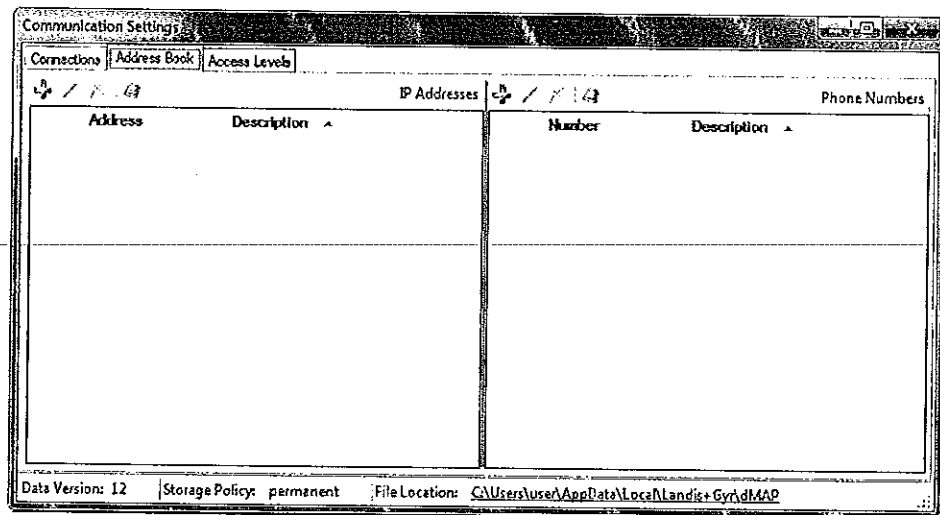 Communication Settings
Connections Address Book Access Levels
IP Addresses Phone Numbers
Address Description Number Description
Data Version: 12 Storage Policy: permanent File Location: C:\Users\user\AppData\Local\Landis+Gyr\dMAP